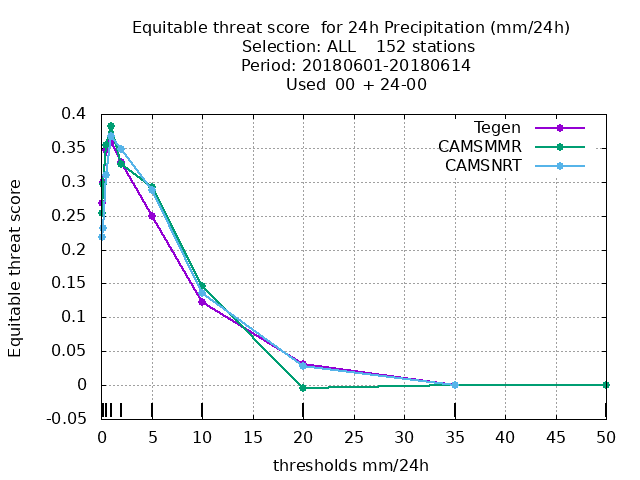 Equitable threat score  for 24h Precipitation (mm/24h)
Selection: ALL    152 stations
Period: 20180601-20180614
Used  00  + 24-00
Tegen
CAMSMMR
CAMSNRT
0.4
0.35
0.3
0.25
0.2
0.15
0.1
0.05
0
-0.05
Equitable threat score
0 5 10 15 20 25 30 35 40 45 50
thresholds mm/24h